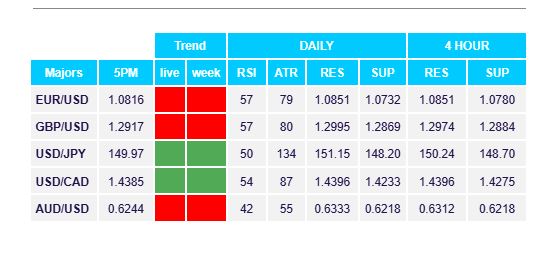 Trend DAILY 4 HOUR
Majors 5PM live week RSI ATR RES SUP RES SUP
EUR/USD 1.0816 57 79 1.0851 1.0732 1.0851 1.0780
GBP/USD 1.2917 57 80 1.2995 1.2869 1.2974 1.2884
USD/JPY 149.97 50 134 151.15 148.20 150.24 148.70
USD/CAD 1.4385 54 87 1.4396 1.4233 1.4396 1.4275
AUD/USD 0.6244 42 55 0.6333 0.6218 0.6312 0.6218